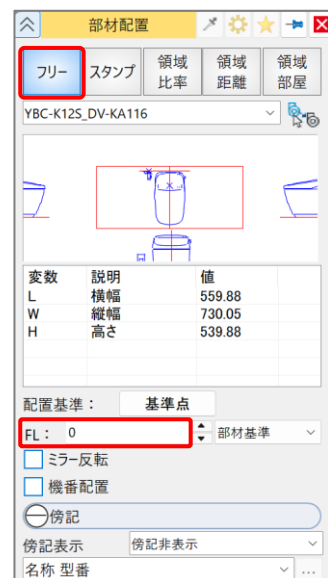 部材配置
フリー スタンプ 領域比率 領域距離 領域部屋
YBC-K12S_DV-KA116
変数 説明 値
L 横幅 559.88
W 縦幅 730.05
H 高さ 539.88
配置基準： 基準点
FL： 0 部材基準
ミラー反転
機番配置
傍記
傍記表示 傍記非表示
名称 型番 ...